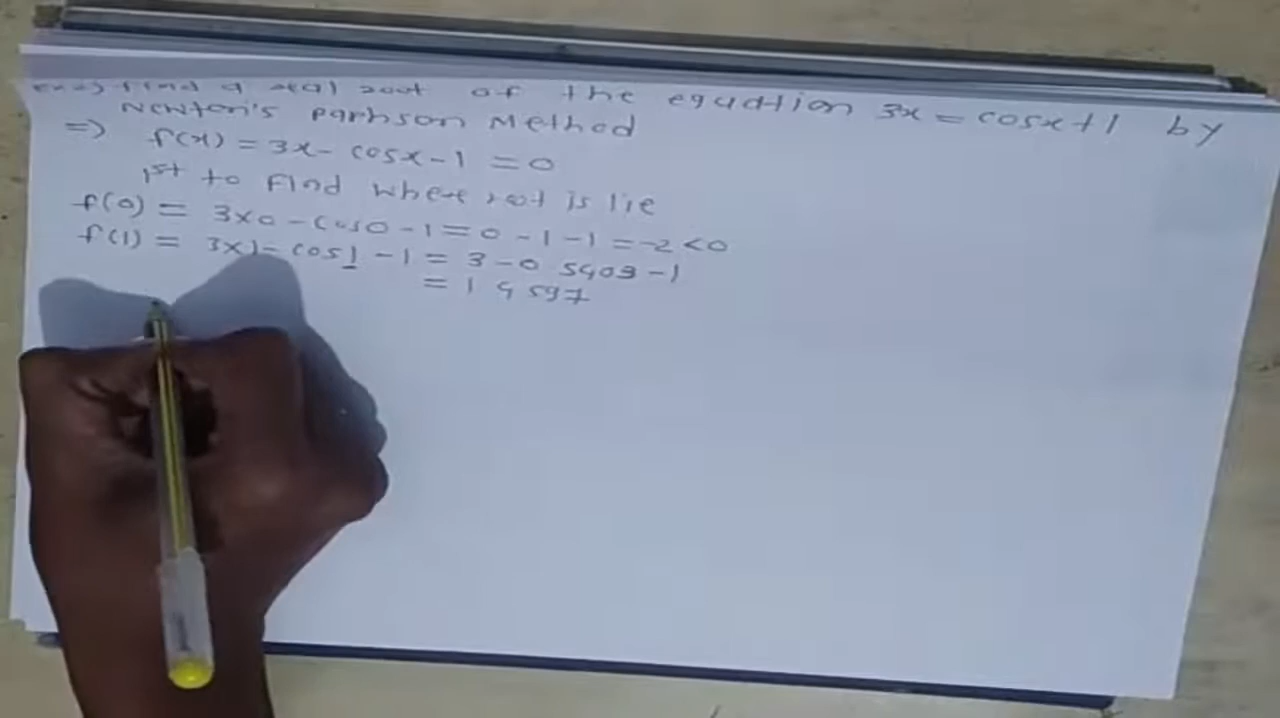 Ex 2) Find a real root of the equation 3x = cosx+1 by
Newton's Raphson Method
=> f(x) = 3x - cosx - 1 = 0
1st to Find where root is lie
f(0) = 3x0 - cos0 - 1 = 0 - 1 - 1 = -2 < 0
f(1) = 3x1 - cos1 - 1 = 3 - 0 5403 - 1
= 1 4597